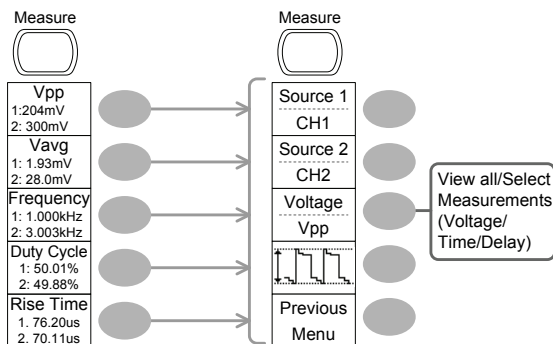 Measure
Vpp
1:204mV
2: 300mV
Vavg
1: 1.93mV
2: 28.0mV
Frequency
1: 1.000kHz
2: 3.003kHz
Duty Cycle
1: 50.01%
2: 49.88%
Rise Time
1. 76.20us
2. 70.11us
Measure
Source 1
CH1
Source 2
CH2
Voltage
Vpp
Previous
Menu
View all/Select
Measurements
(Voltage/
Time/Delay)